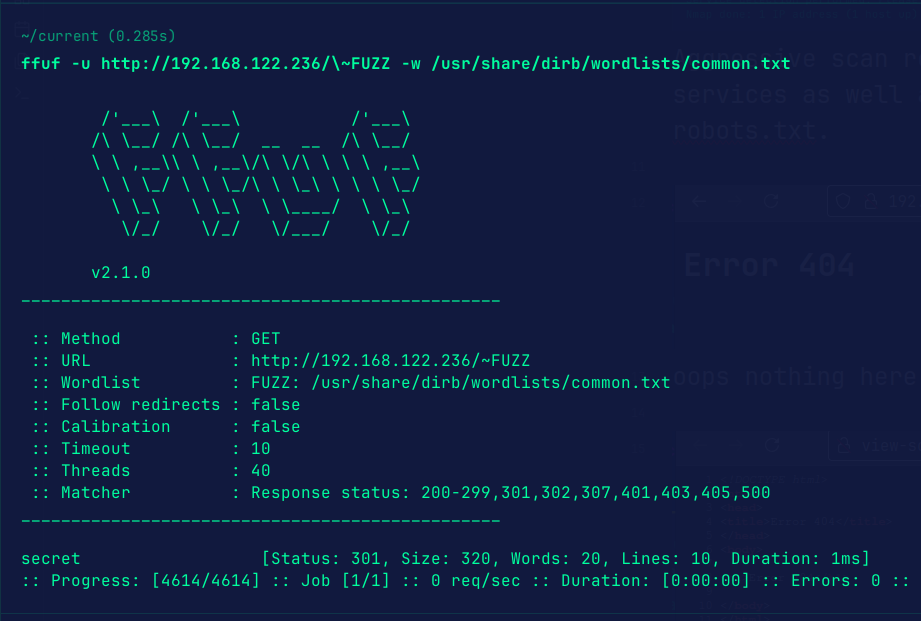 ~/current (0.285s)
ffuf -u http://192.168.122.236/\~FUZZ -w /usr/share/dirb/wordlists/common.txt
        /'___\  /'___\           /'___\
       /\ \__/ /\ \__/  __  __  /\ \__/
       \ \ ,__\\ \ ,__\/\ \/\ \ \ \ ,__\
        \ \ \_/ \ \ \_/\ \ \_\ \ \ \ \_/
         \ \_\   \ \_\  \ \____/  \ \_\
          \/_/    \/_/   \/___/    \/_/
       v2.1.0
________________________________________________
 :: Method           : GET
 :: URL              : http://192.168.122.236/~FUZZ
 :: Wordlist         : FUZZ: /usr/share/dirb/wordlists/common.txt
 :: Follow redirects : false
 :: Calibration      : false
 :: Timeout          : 10
 :: Threads          : 40
 :: Matcher          : Response status: 200-299,301,302,307,401,403,405,500
________________________________________________
secret                  [Status: 301, Size: 320, Words: 20, Lines: 10, Duration: 1ms]
:: Progress: [4614/4614] :: Job [1/1] :: 0 req/sec :: Duration: [0:00:00] :: Errors: 0 ::
scan
services as well
robots.txt.
192
Error 404
oops nothing here